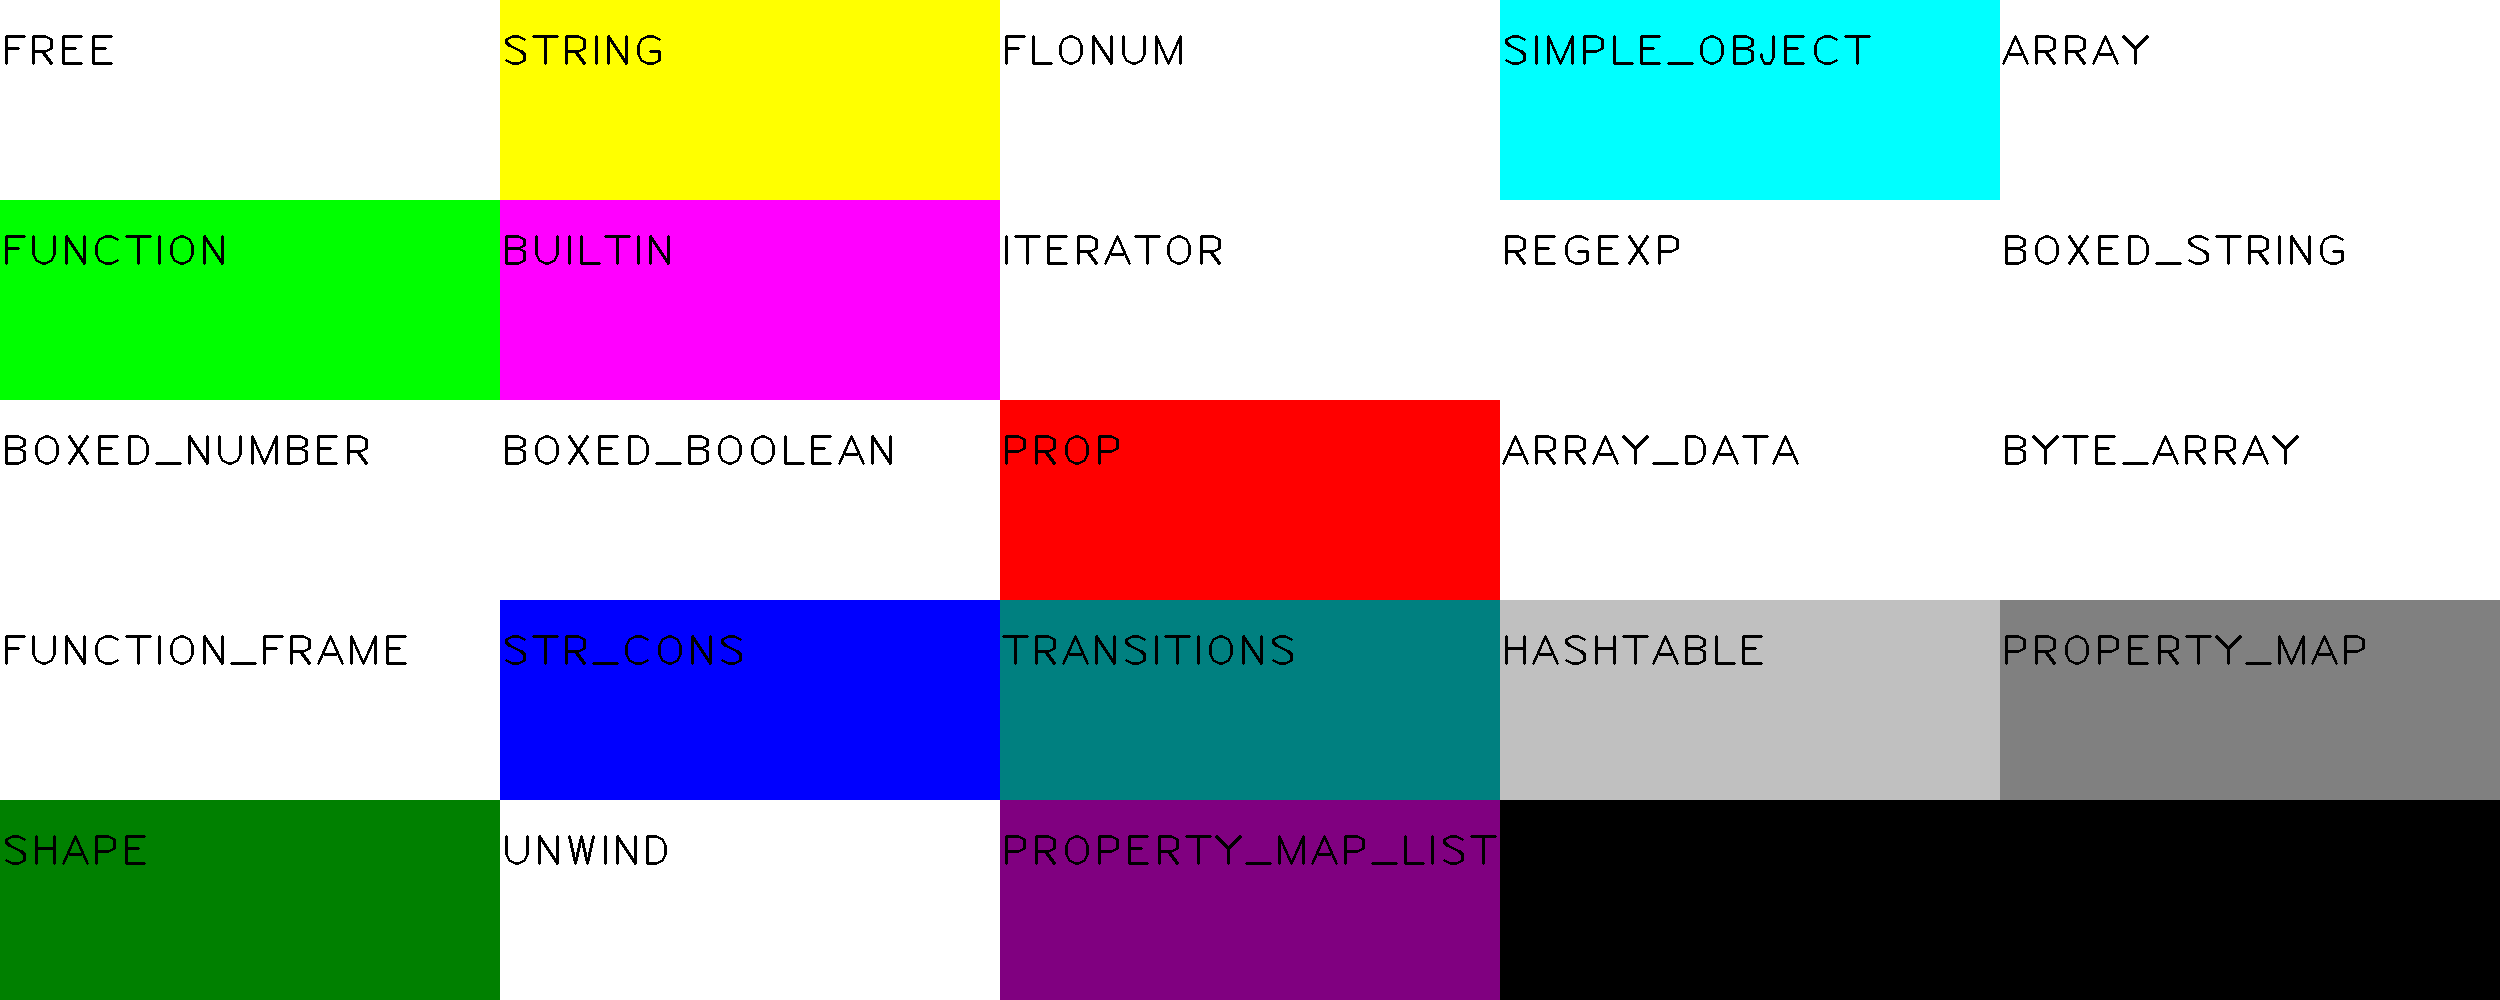 FREE
STRING
FLONUM
SIMPLE_OBJECT
ARRAY
FUNCTION
BUILTIN
ITERATOR
REGEXP
BOXED_STRING
BOXED_NUMBER
BOXED_BOOLEAN
PROP
ARRAY_DATA
BYTE_ARRAY
FUNCTION_FRAME
STR_CONS
TRANSITIONS
HASHTABLE
PROPERTY_MAP
SHAPE
UNWIND
PROPERTY_MAP_LIST